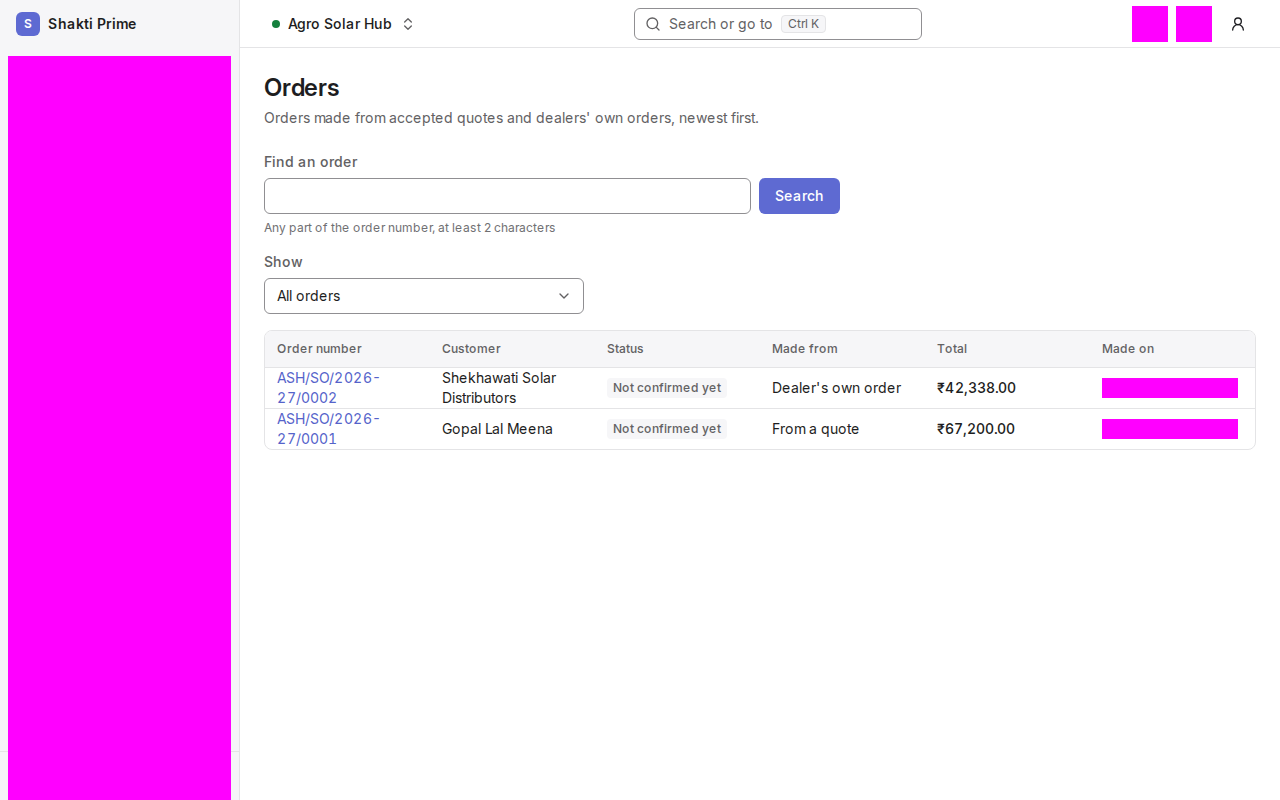 S Shakti Prime
Agro Solar Hub
Search or go to Ctrl K
Orders
Orders made from accepted quotes and dealers' own orders, newest first.
Find an order
Search
Any part of the order number, at least 2 characters
Show
All orders
Order number Customer Status Made from Total Made on
ASH/SO/2026-27/0002 Shekhawati Solar Distributors Not confirmed yet Dealer's own order ₹42,338.00
ASH/SO/2026-27/0001 Gopal Lal Meena Not confirmed yet From a quote ₹67,200.00